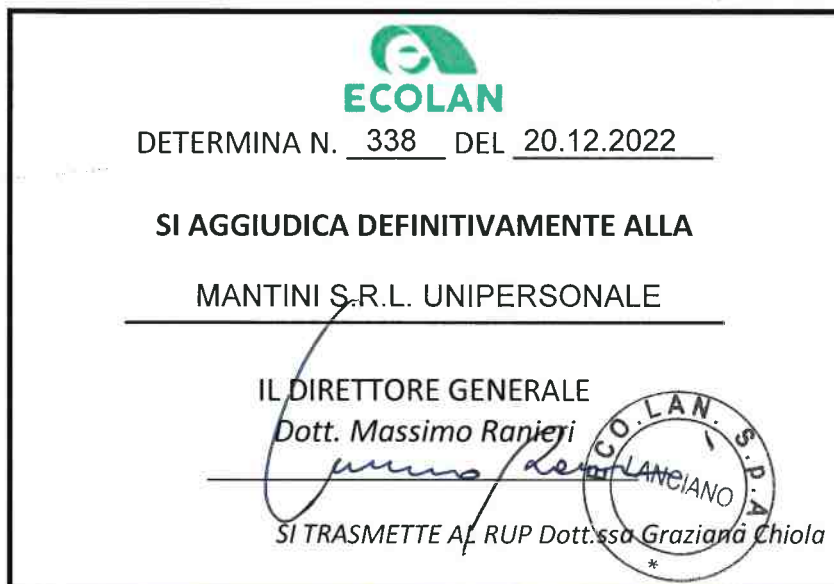 ECOLAN
DETERMINA N. 338 DEL 20.12.2022
SI AGGIUDICA DEFINITIVAMENTE ALLA
MANTINI S.R.L. UNIPERSONALE
IL DIRETTORE GENERALE
Dott. Massimo Ranieri
ECO.LAN. S.p.A
LANCIANO
*
SI TRASMETTE AL RUP Dott.ssa Graziana Chiola